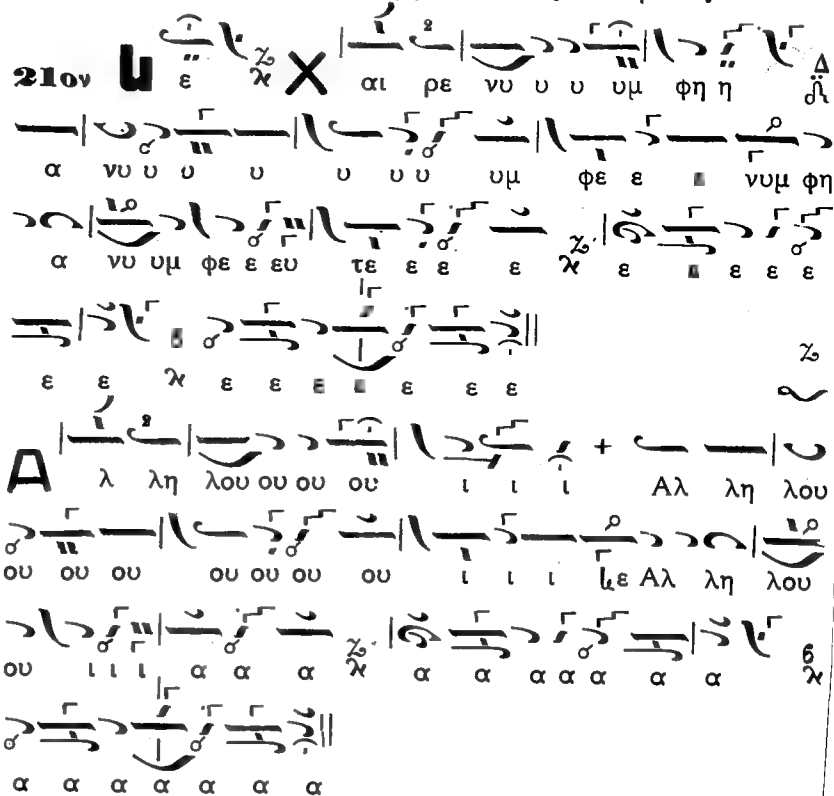 21ον ε Χ αι ρε νυ υ υ υμ φη η
α νυ υ υ υ υ υ υ υμ φε ε ε νυμ φη
α νυ υμ φε ε ευ τε ε ε ε ε ε ε ε ε
ε ε ε ε ε ε ε ε ε
Α λ λη λου ου ου ου ι ι ι + Αλ λη λου
ου ου ου ου ου ου ου ι ι ι Αλ λη λου
ου ι ι ι α α α α α α α α α α
α α α α α α α